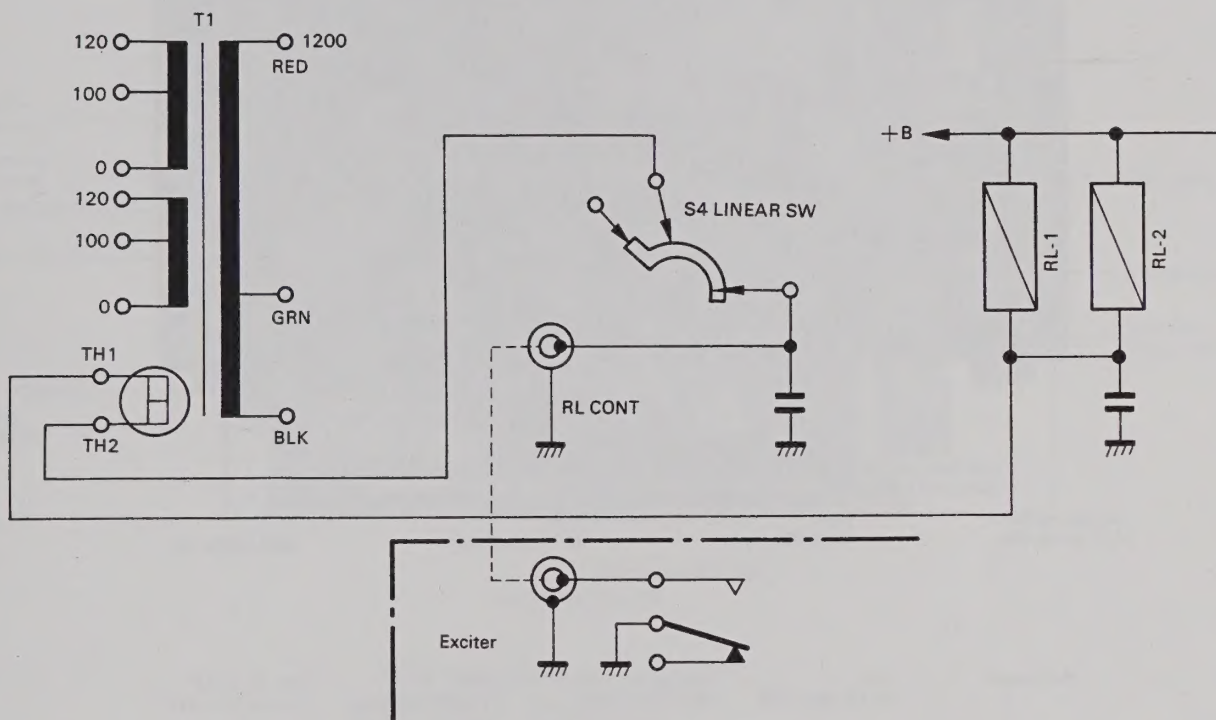 T1
120
100
0
120
100
0
1200
RED
GRN
BLK
TH1
TH2
S4 LINEAR SW
RL CONT
+B
RL-1
RL-2
Exciter